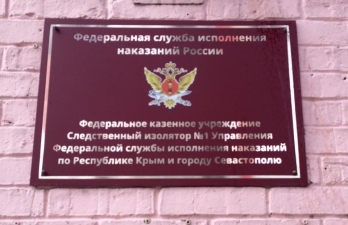 Федеральная служба исполнения
наказаний России
Федеральное казенное учреждение
Следственный изолятор №1 Управления
Федеральной службы исполнения наказаний
по Республике Крым и городу Севастополю